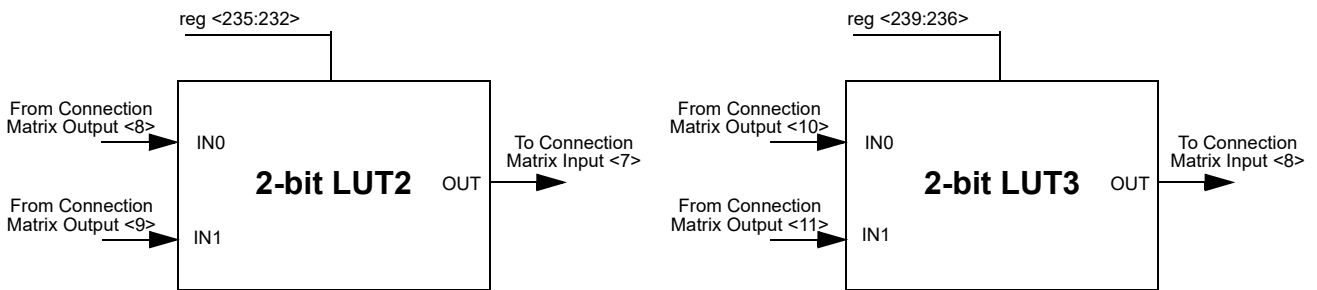 reg <235:232>
From Connection
Matrix Output <8>
IN0
2-bit LUT2
OUT
To Connection
Matrix Input <7>
From Connection
Matrix Output <9>
IN1
reg <239:236>
From Connection
Matrix Output <10>
IN0
2-bit LUT3
OUT
To Connection
Matrix Input <8>
From Connection
Matrix Output <11>
IN1